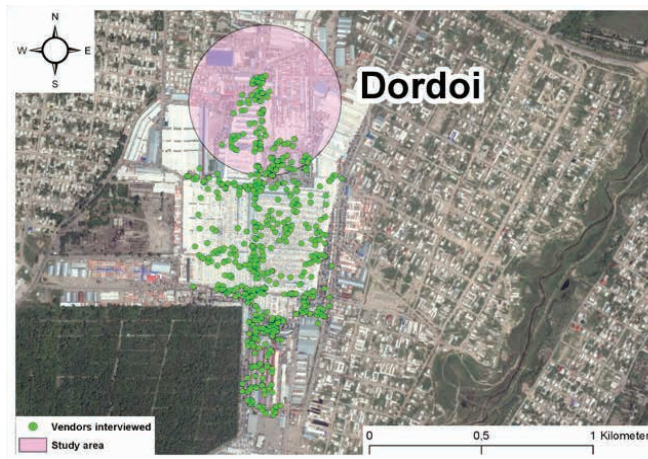 N
W E
S
Dordoi
Vendors interviewed
Study area
0 0,5 1 Kilometer